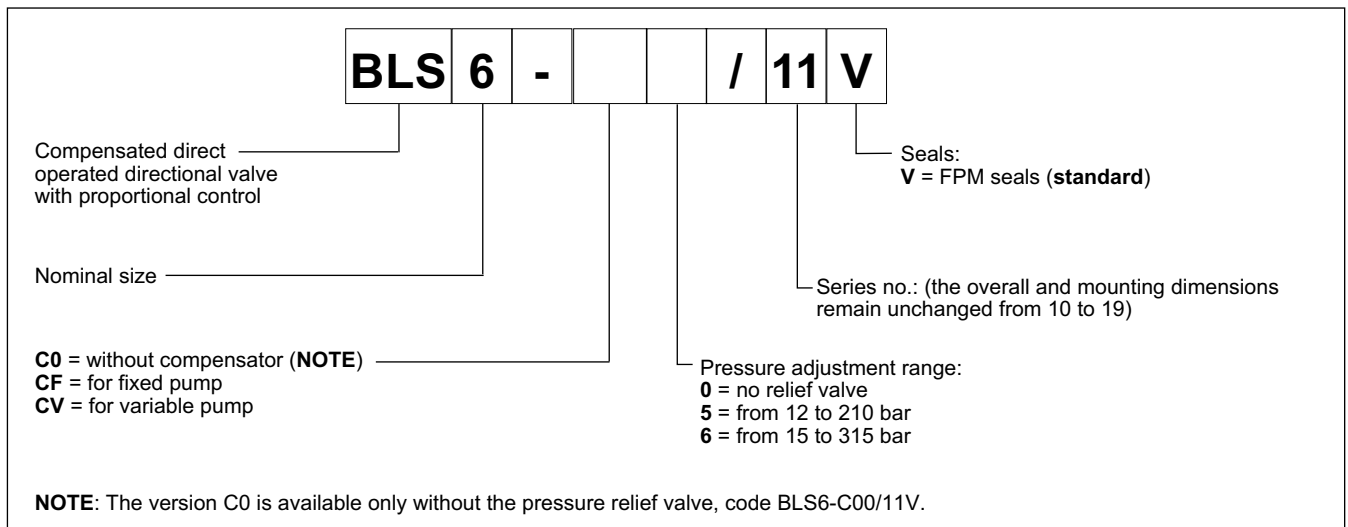 BLS 6 - / 11 V
Compensated direct
operated directional valve
with proportional control
Seals:
V = FPM seals (standard)
Nominal size
Series no.: (the overall and mounting dimensions
remain unchanged from 10 to 19)
C0 = without compensator (NOTE)
CF = for fixed pump
CV = for variable pump
Pressure adjustment range:
0 = no relief valve
5 = from 12 to 210 bar
6 = from 15 to 315 bar
NOTE: The version C0 is available only without the pressure relief valve, code BLS6-C00/11V.